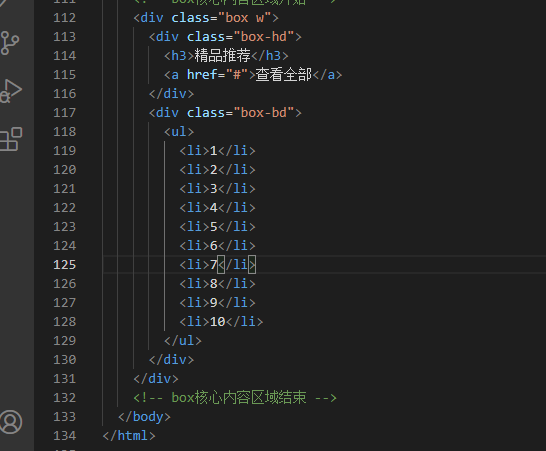 111 <!-- box核心内容区域开始 -->
112 <div class="box w">
113 <div class="box-hd">
114 <h3>精品推荐</h3>
115 <a href="#">查看全部</a>
116 </div>
117 <div class="box-bd">
118 <ul>
119 <li>1</li>
120 <li>2</li>
121 <li>3</li>
122 <li>4</li>
123 <li>5</li>
124 <li>6</li>
125 <li>7</li>
126 <li>8</li>
127 <li>9</li>
128 <li>10</li>
129 </ul>
130 </div>
131 </div>
132 <!-- box核心内容区域结束 -->
133 </body>
134 </html>